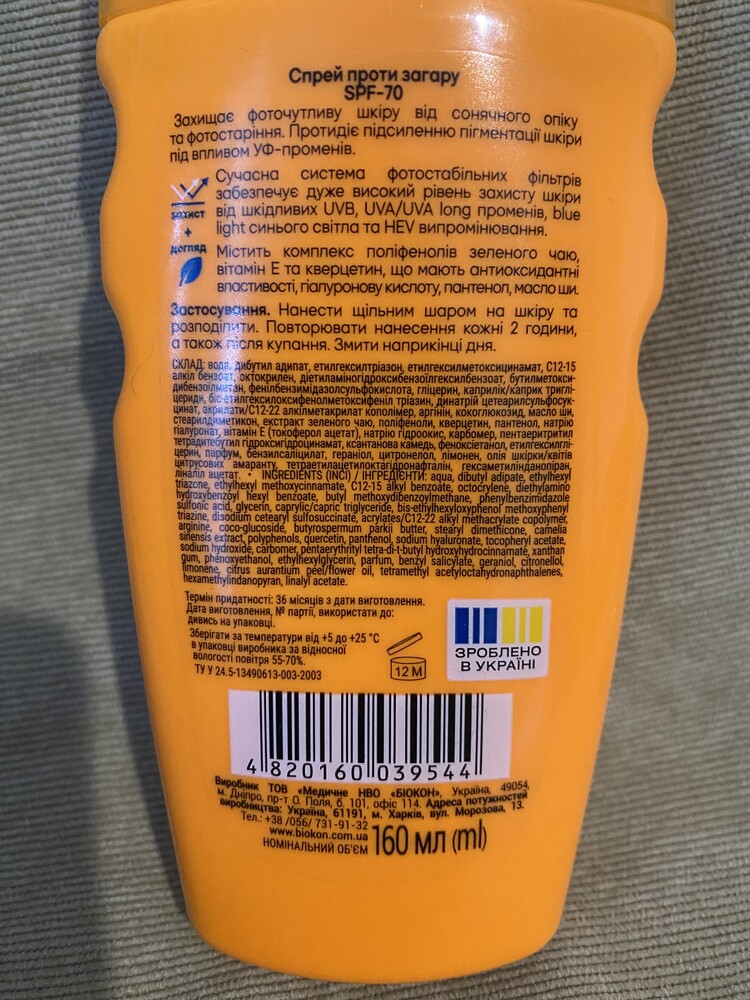 Спрей проти загару
SPF-70
Захищає фоточутливу шкіру від сонячного опіку
та фотостаріння. Протидіє підсиленню пігментації шкіри
під впливом УФ-променів.
Сучасна система фотостабільних фільтрів
забезпечує дуже високий рівень захисту шкіри
від шкідливих UVB, UVA/UVA long променів, blue
light синього світла та HEV випромінювання.
захист
+
догляд
Містить комплекс поліфенолів зеленого чаю,
вітамін Е та кверцетин, що мають антиоксидантні
властивості, гіалуронову кислоту, пантенол, масло ши.
Застосування. Нанести щільним шаром на шкіру та
розподілити. Повторювати нанесення кожні 2 години,
а також після купання. Змити наприкінці дня.
СКЛАД: вода, дибутил адипат, етилгексилтріазон, етилгексилметоксицинамат, С12-15
алкіл бензоат, октокрилен, діетиламіногідроксибензоїлгексилбензоат, бутилметокси-
дибензоїлметан, фенілбензимідазолсульфокислота, гліцерин, каприлік/каприк тригл-
цериди, біс-етилгексилоксифенолметоксифеніл тріазин, динатрій цетеарилсульфосук-
цинат, акрилати/С12-22 алкілметакрилат кополімер, аргінін, кокоглюкозид, масло ши,
стеарилдиметикон, екстракт зеленого чаю, поліфеноли, кверцетин, пантенол, натрію
гіалуронат, вітамін Е (токоферол ацетат), натрію гідроокис, карбомер, пентаеритритил
тетрадитебутил гідроксигідроцинамат, ксантанова камедь, феноксіетанол, етилгексилглі-
церин, парфум, бензилсаліцилат, гераніол, цитронелол, лімонен, олія шкірки/квітів
цитрусових амаранту, тетраетилацетилоктагідронафталін, гексаметиліндапопіран,
ліналіл ацетат. • INGREDIENTS (INCI) / ІНГРЕДІЄНТИ: aqua, dibutyl adipate, ethylhexyl
triazone, ethylhexyl methoxycinnamate, C12-15 alkyl benzoate, octocrylene, diethylamino
hydroxybenzoyl hexyl benzoate, butyl methoxydibenzoylmethane, phenylbenzimidazole
sulfonic acid, glycerin, caprylic/capric triglyceride, bis-ethylhexyloxyphenol methoxyphenyl
triazine, disodium cetearyl sulfosuccinate, acrylates/C12-22 alkyl methacrylate copolymer,
arginine, coco-glucoside, butyrospermum parkii butter, stearyl dimethicone, camelia
sinensis extract, polyphenols, quercetin, panthenol, sodium hyaluronate, tocopheryl acetate,
sodium hydroxide, carbomer, pentaerythrityl tetra-di-t-butyl hydroxyhydrocinnamate, xanthan
gum, phenoxyethanol, ethylhexylglycerin, parfum, benzyl salicylate, geraniol, citronellol,
limonene, citrus aurantium peel/flower oil, tetramethyl acetyloctahydronaphthalenes,
hexamethylindanopyran, linalyl acetate.
Термін придатності: 36 місяців з дати виготовлення.
Дата виготовлення, № партії, використати до:
дивись на упаковці.
Зберігати за температури від +5 до +25 °С
в упаковці виробника за відносної
вологості повітря 55-70%.
ТУ У 24.5-13490613-003-2003
12 M
ЗРОБЛЕНО
В УКРАЇНІ
4 820160 039544
Виробник ТОВ «Медичне НВО «БІОКОН», Україна, 49054,
м. Дніпро, пр-т О. Поля, б. 101, офіс 114. Адреса потужностей
виробництва: Україна, 61191, м. Харків, вул. Морозова, 13.
Тел.: +38 /056/ 731-91-32
www.biokon.com.ua
НОМІНАЛЬНИЙ ОБ'ЄМ 160 мл (ml)